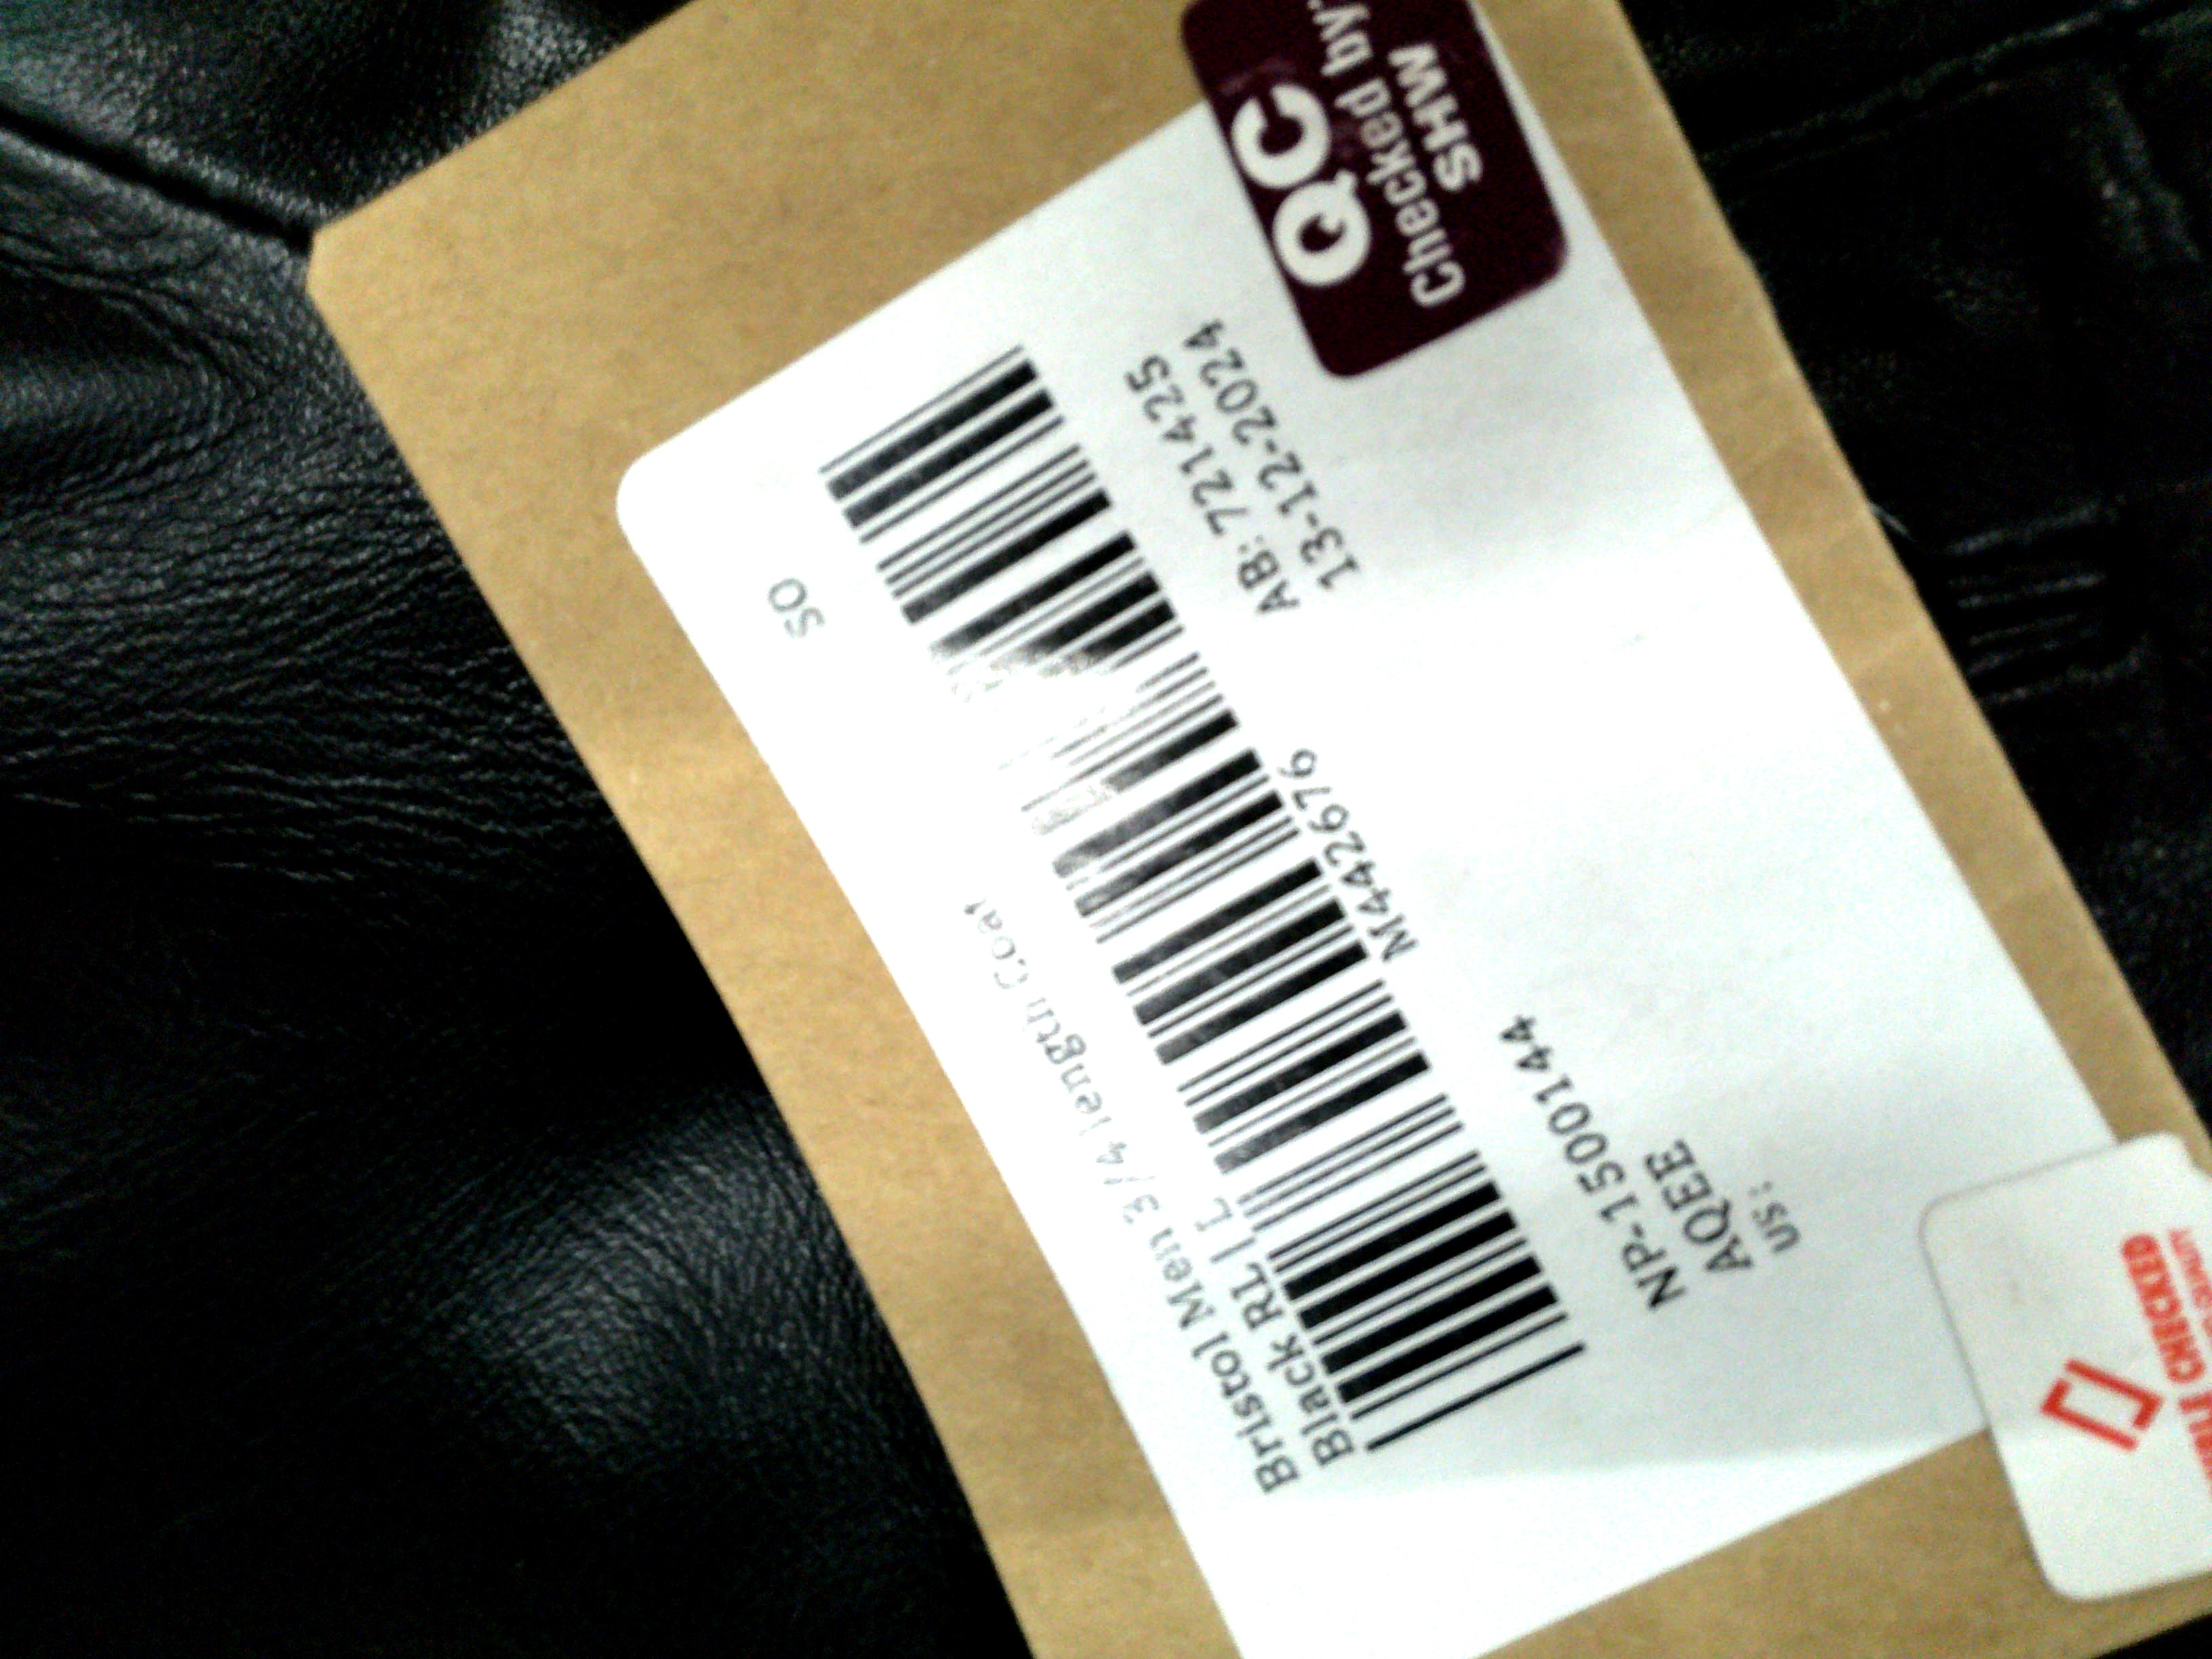 SO
Bristol Men 3/4 length Coat
Black RL | L
M442676
AB: 721425
13-12-2024
NP-1500144
AQEE
US:
QC
Checked by:
SHW
CHECKED